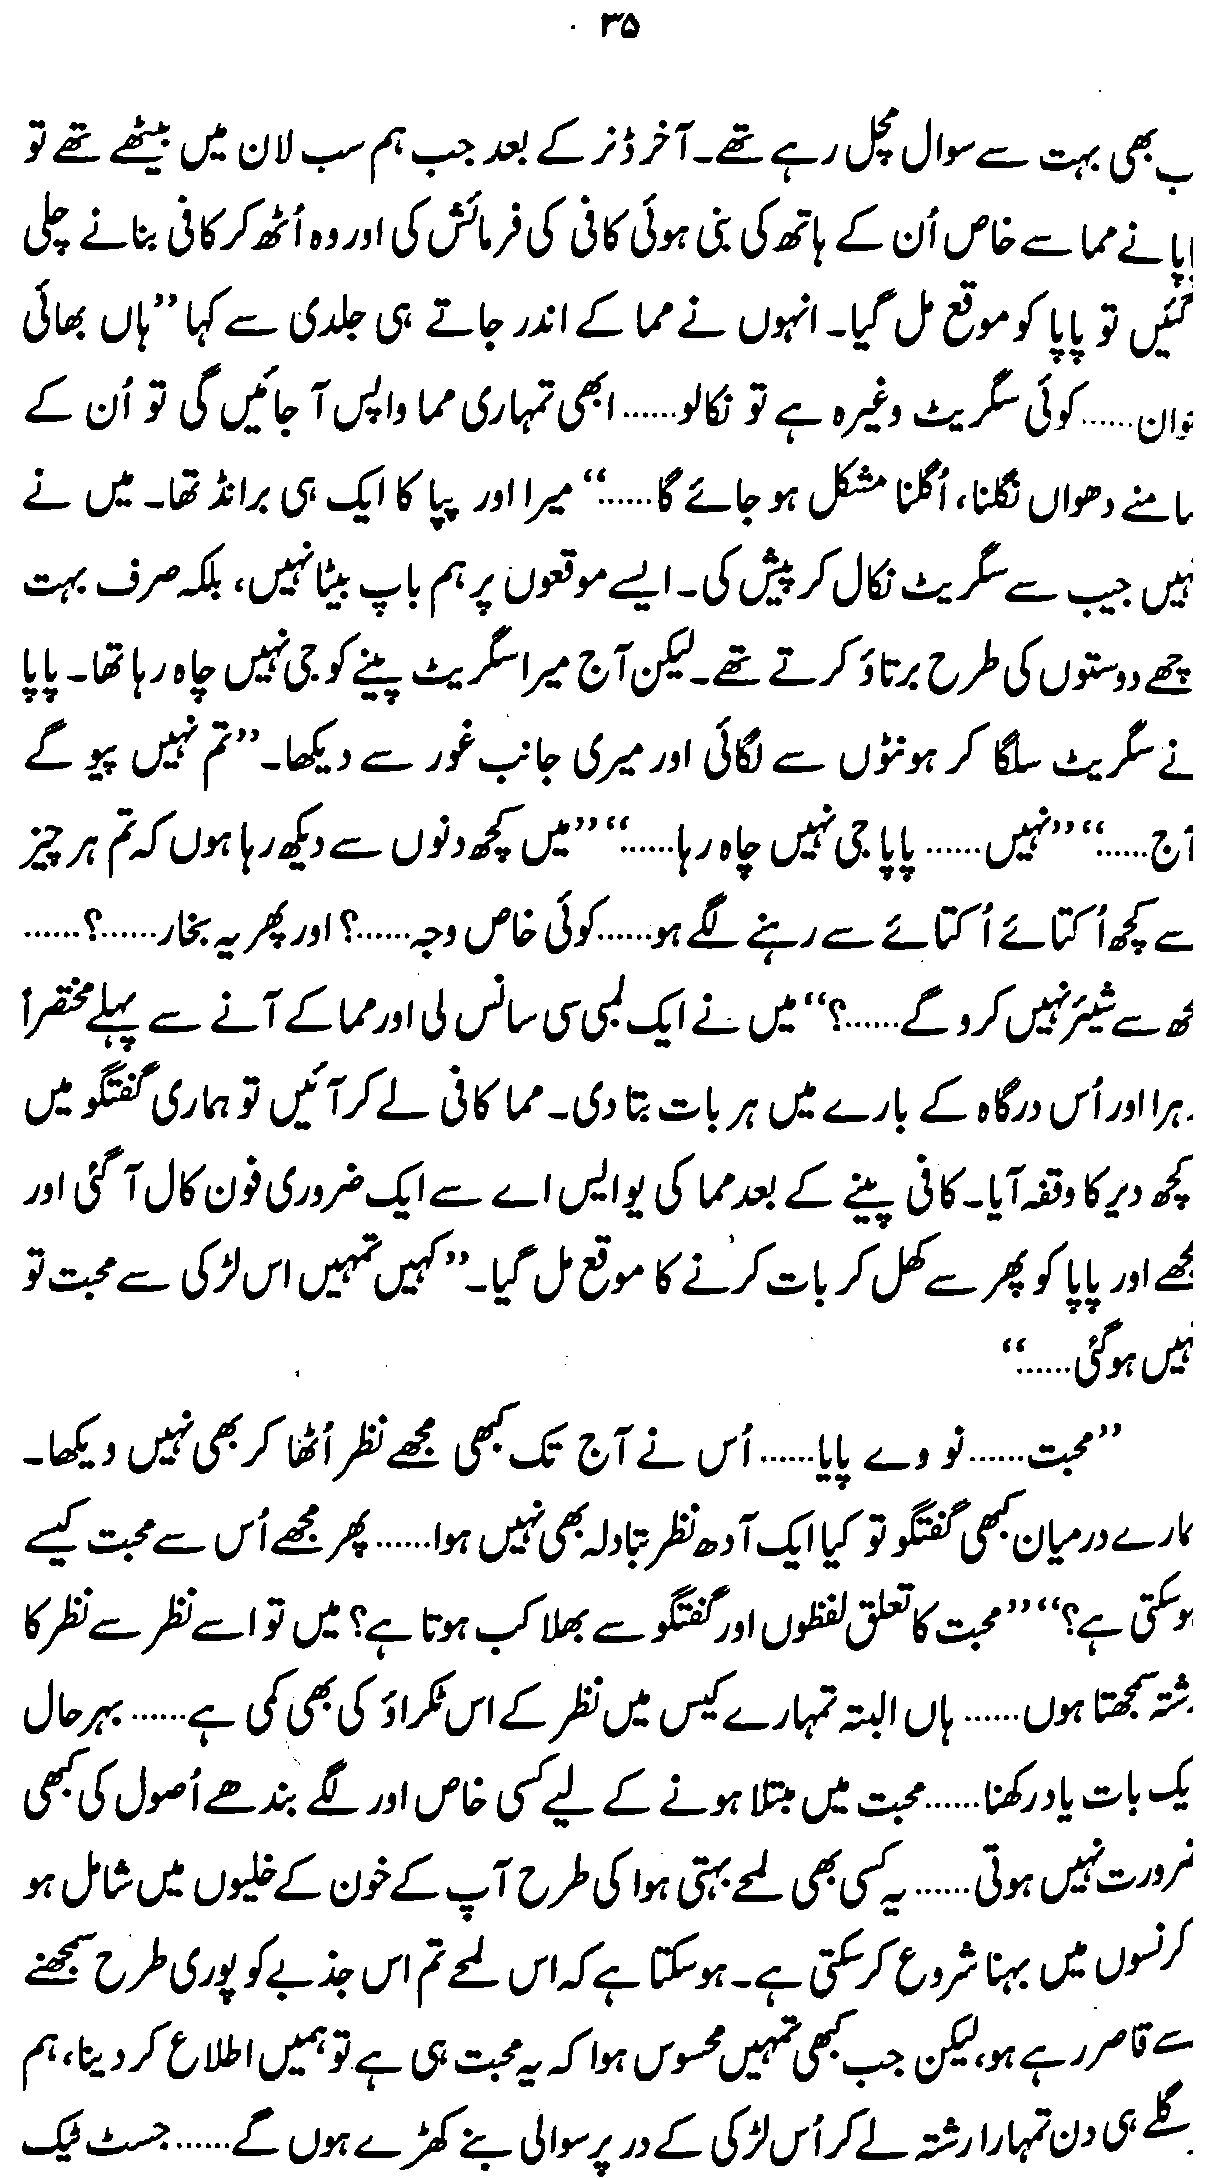 ۳۵
ب بھی بہت سے سوال مچل رہے تھے۔ آخر ڈنر کے بعد جب ہم سب لان میں بیٹھے تھے تو
اپا نے مما سے خاص اُن کے ہاتھ کی بنی ہوئی کافی کی فرمائش کی اور وہ اُٹھ کر کافی بنانے چلی
گئیں تو پاپا کو موقع مل گیا۔ انہوں نے مما کے اندر جاتے ہی جلدی سے کہا ”ہاں بھائی
نوان......کوئی سگریٹ وغیرہ ہے تو نکالو......ابھی تمہاری مما واپس آ جائیں گی تو اُن کے
سامنے دھواں نگلنا، اُگلنا مشکل ہو جائے گا......“ میرا اور پپا کا ایک ہی برانڈ تھا۔ میں نے
نہیں جیب سے سگریٹ نکال کر پیش کی۔ ایسے موقعوں پر ہم باپ بیٹا نہیں، بلکہ صرف بہت
چھے دوستوں کی طرح برتاؤ کرتے تھے۔ لیکن آج میرا سگریٹ پینے کو جی نہیں چاہ رہا تھا۔ پاپا
نے سگریٹ سلگا کر ہونٹوں سے لگائی اور میری جانب غور سے دیکھا۔ ”تم نہیں پیو گے
آج......“ ”نہیں...... پاپا جی نہیں چاہ رہا......“ ”میں کچھ دنوں سے دیکھ رہا ہوں کہ تم ہر چیز
سے کچھ اُکتائے اُکتائے سے رہنے لگے ہو......کوئی خاص وجہ......؟ اور پھر یہ بخار......؟......
جھ سے شیئر نہیں کرو گے......؟“ میں نے ایک لمبی سی سانس لی اور مما کے آنے سے پہلے مختصراً
ہرا اور اُس درگاہ کے بارے میں ہر بات بتا دی۔ مما کافی لے کر آئیں تو ہماری گفتگو میں
کچھ دیر کا وقفہ آیا۔ کافی پینے کے بعد مما کی یو ایس اے سے ایک ضروری فون کال آ گئی اور
مجھے اور پاپا کو پھر سے کھل کر بات کرنے کا موقع مل گیا۔ ”کہیں تمہیں اس لڑکی سے محبت تو
نہیں ہو گئی......“
”محبت...... نو وے پاپا...... اُس نے آج تک کبھی مجھے نظر اُٹھا کر بھی نہیں دیکھا۔
مارے درمیان کبھی گفتگو تو کیا ایک آدھ نظر تبادلہ بھی نہیں ہوا...... پھر مجھے اُس سے محبت کیسے
ہو سکتی ہے؟“ ”محبت کا تعلق لفظوں اور گفتگو سے بھلا کب ہوتا ہے؟ میں تو اسے نظر سے نظر کا
رشتہ سمجھتا ہوں...... ہاں البتہ تمہارے کیس میں نظر کے اس ٹکراؤ کی بھی کمی ہے...... بہرحال
یک بات یاد رکھنا......محبت میں مبتلا ہونے کے لیے کسی خاص اور لگے بندھے اُصول کی کبھی
ضرورت نہیں ہوتی...... یہ کسی بھی لمحے بہتی ہوا کی طرح آپ کے خون کے خلیوں میں شامل ہو
کر نسوں میں بہنا شروع کر سکتی ہے۔ ہو سکتا ہے کہ اس لمحے تم اس جذبے کو پوری طرح سمجھنے
سے قاصر رہے ہو، لیکن جب کبھی تمہیں محسوس ہوا کہ یہ محبت ہی ہے تو ہمیں اطلاع کر دینا، ہم
گلے ہی دن تمہارا رشتہ لے کر اُس لڑکی کے در پر سوالی بنے کھڑے ہوں گے...... جسٹ ٹیک